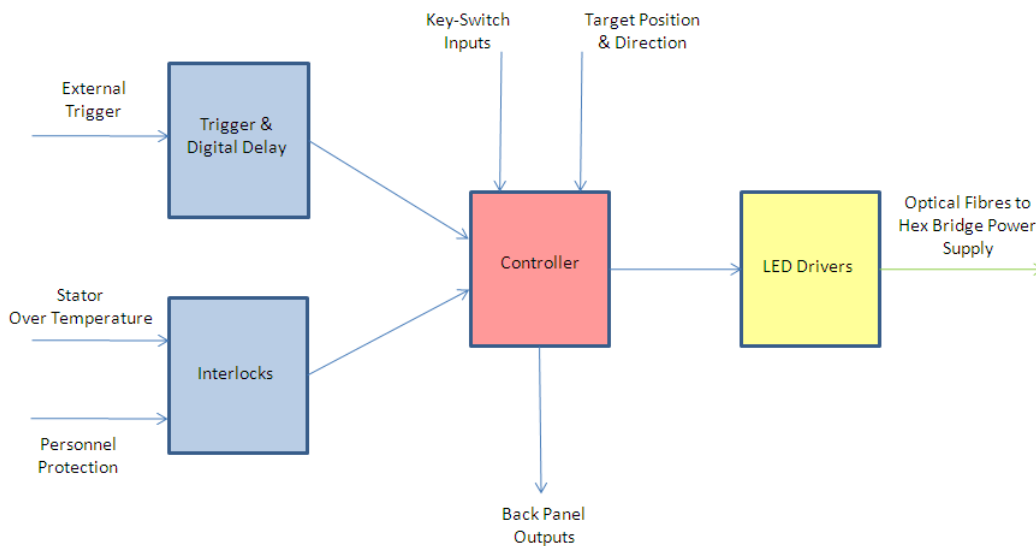 Key-Switch
Inputs
Target Position
& Direction
External
Trigger
Trigger &
Digital Delay
Optical Fibres to
Hex Bridge Power
Supply
Controller
LED Drivers
Stator
Over Temperature
Interlocks
Personnel
Protection
Back Panel
Outputs